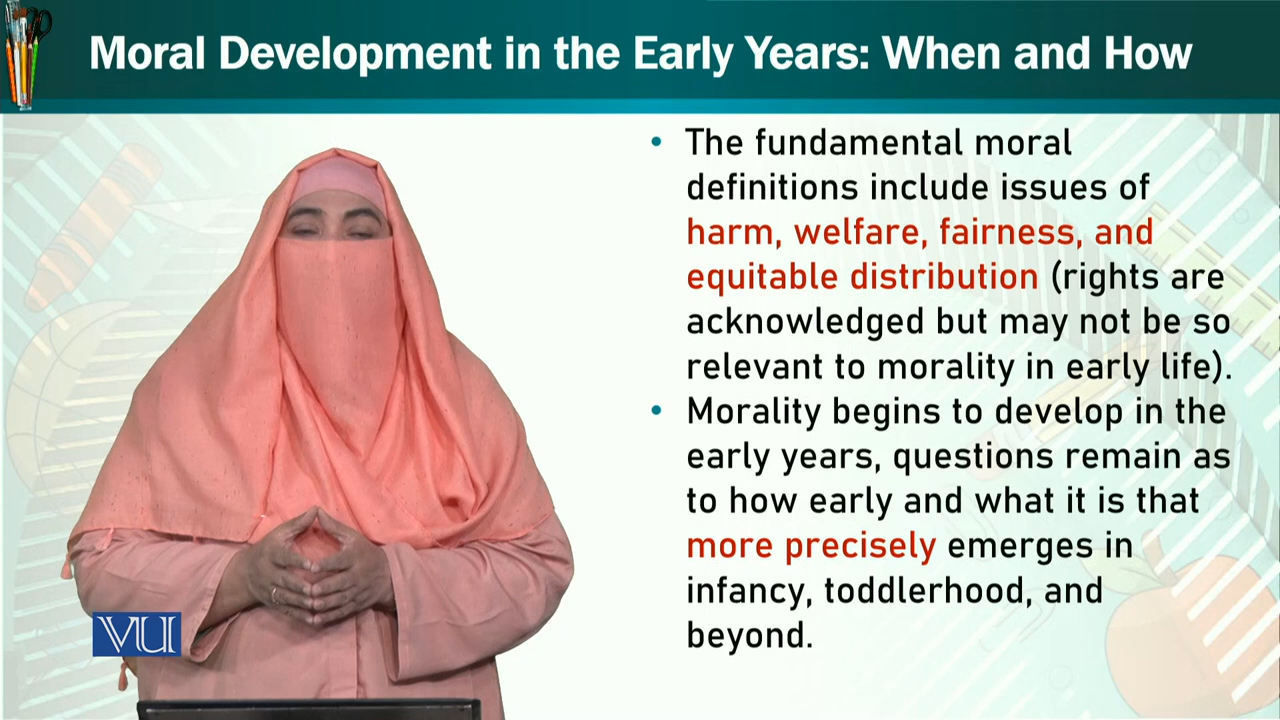 Moral Development in the Early Years: When and How
• The fundamental moral
definitions include issues of
harm, welfare, fairness, and
equitable distribution (rights are
acknowledged but may not be so
relevant to morality in early life).
• Morality begins to develop in the
early years, questions remain as
to how early and what it is that
more precisely emerges in
infancy, toddlerhood, and
beyond.
VU